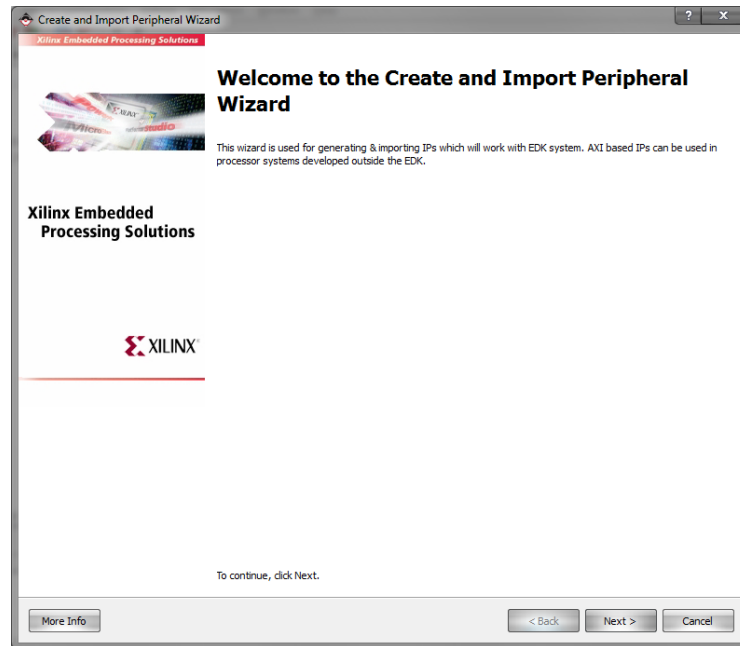 Create and Import Peripheral Wizard
? X
Xilinx Embedded Processing Solutions
XILINX
Xilinx Embedded
Processing Solutions
XILINX®
Welcome to the Create and Import Peripheral
Wizard
This wizard is used for generating & importing IPs which will work with EDK system. AXI based IPs can be used in
processor systems developed outside the EDK.
To continue, click Next.
More Info
< Back Next > Cancel